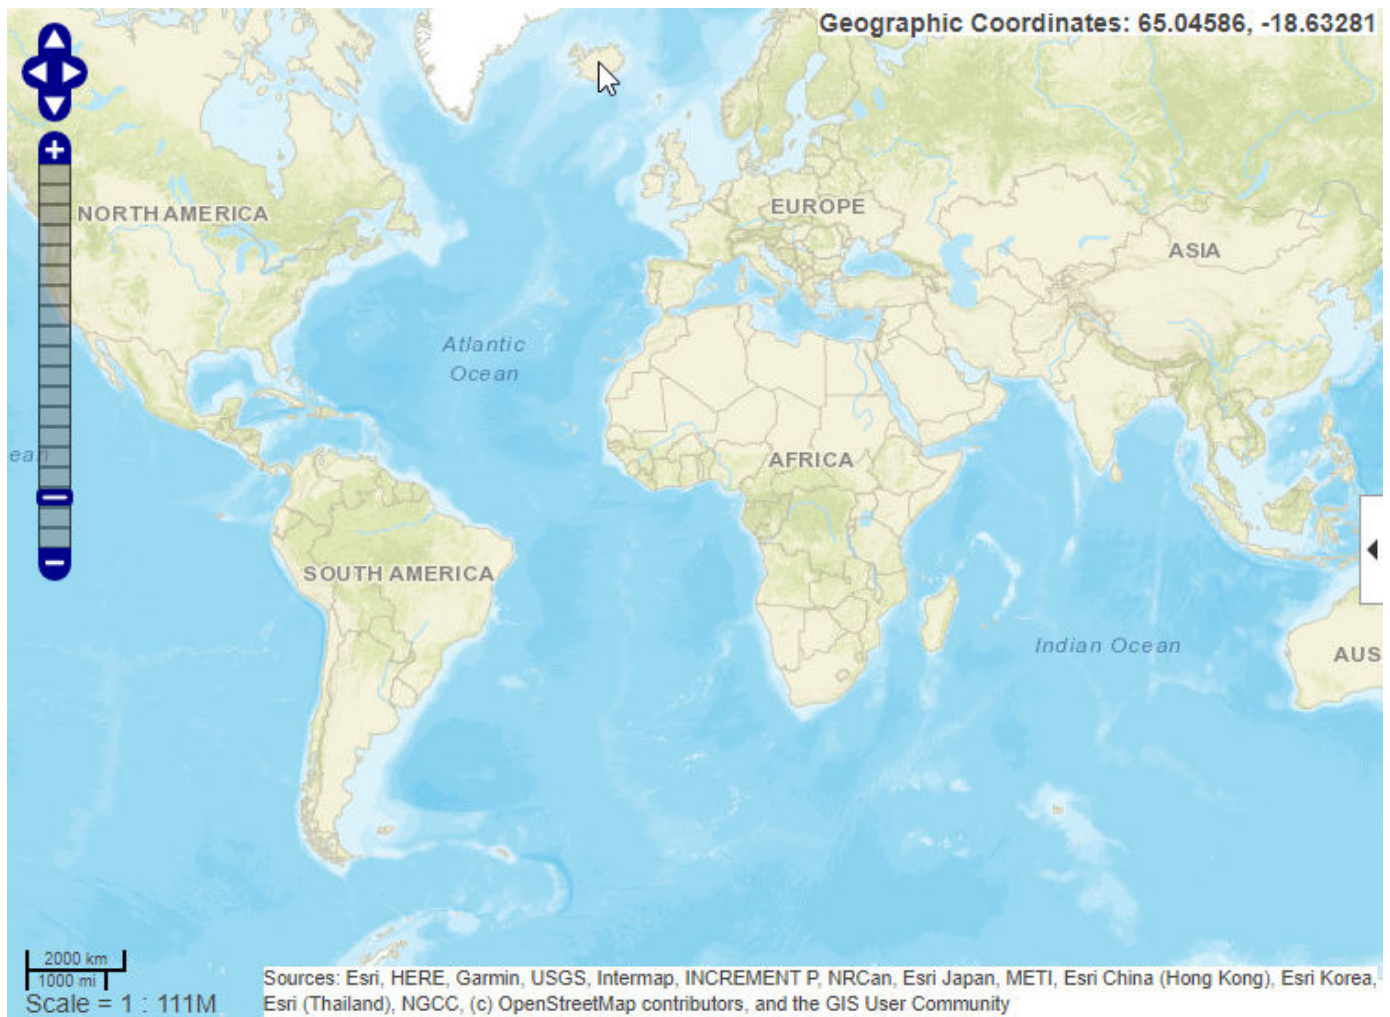 Geographic Coordinates: 65.04586, -18.63281
NORTH AMERICA
EUROPE
ASIA
Atlantic
Ocean
ean
AFRICA
SOUTH AMERICA
Indian Ocean
AUS
2000 km
1000 mi
Scale = 1 : 111M
Sources: Esri, HERE, Garmin, USGS, Intermap, INCREMENT P, NRCan, Esri Japan, METI, Esri China (Hong Kong), Esri Korea,
Esri (Thailand), NGCC, (c) OpenStreetMap contributors, and the GIS User Community